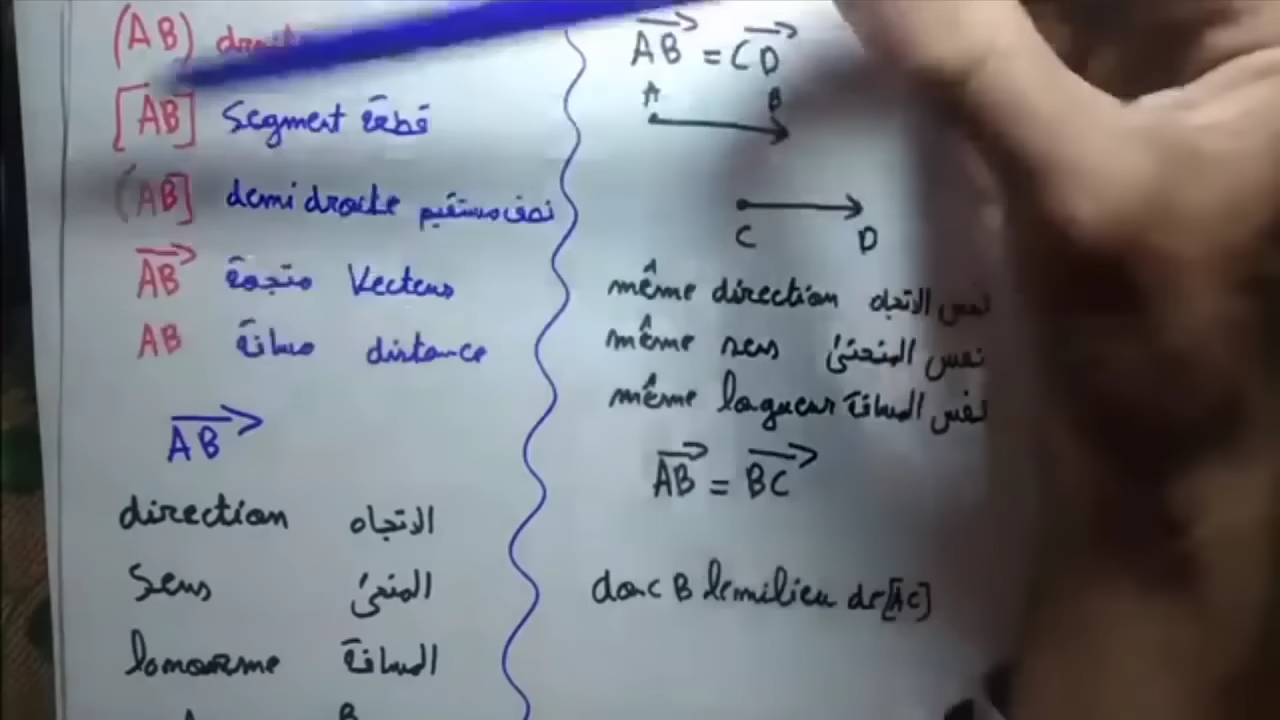 (AB)
[AB] Segment قطعة
(AB] demi droite نصف مستقيم
AB متجهة Vecteur
AB مسافة distance
AB
direction الاتجاه
Sens المنحى
la norme المسافة
A B
AB = CD
A B
C D
même direction نفس الاتجاه
même sens نفس المنحى
même logueur نفس المسافة
AB = BC
donc B le milieu de [AC]